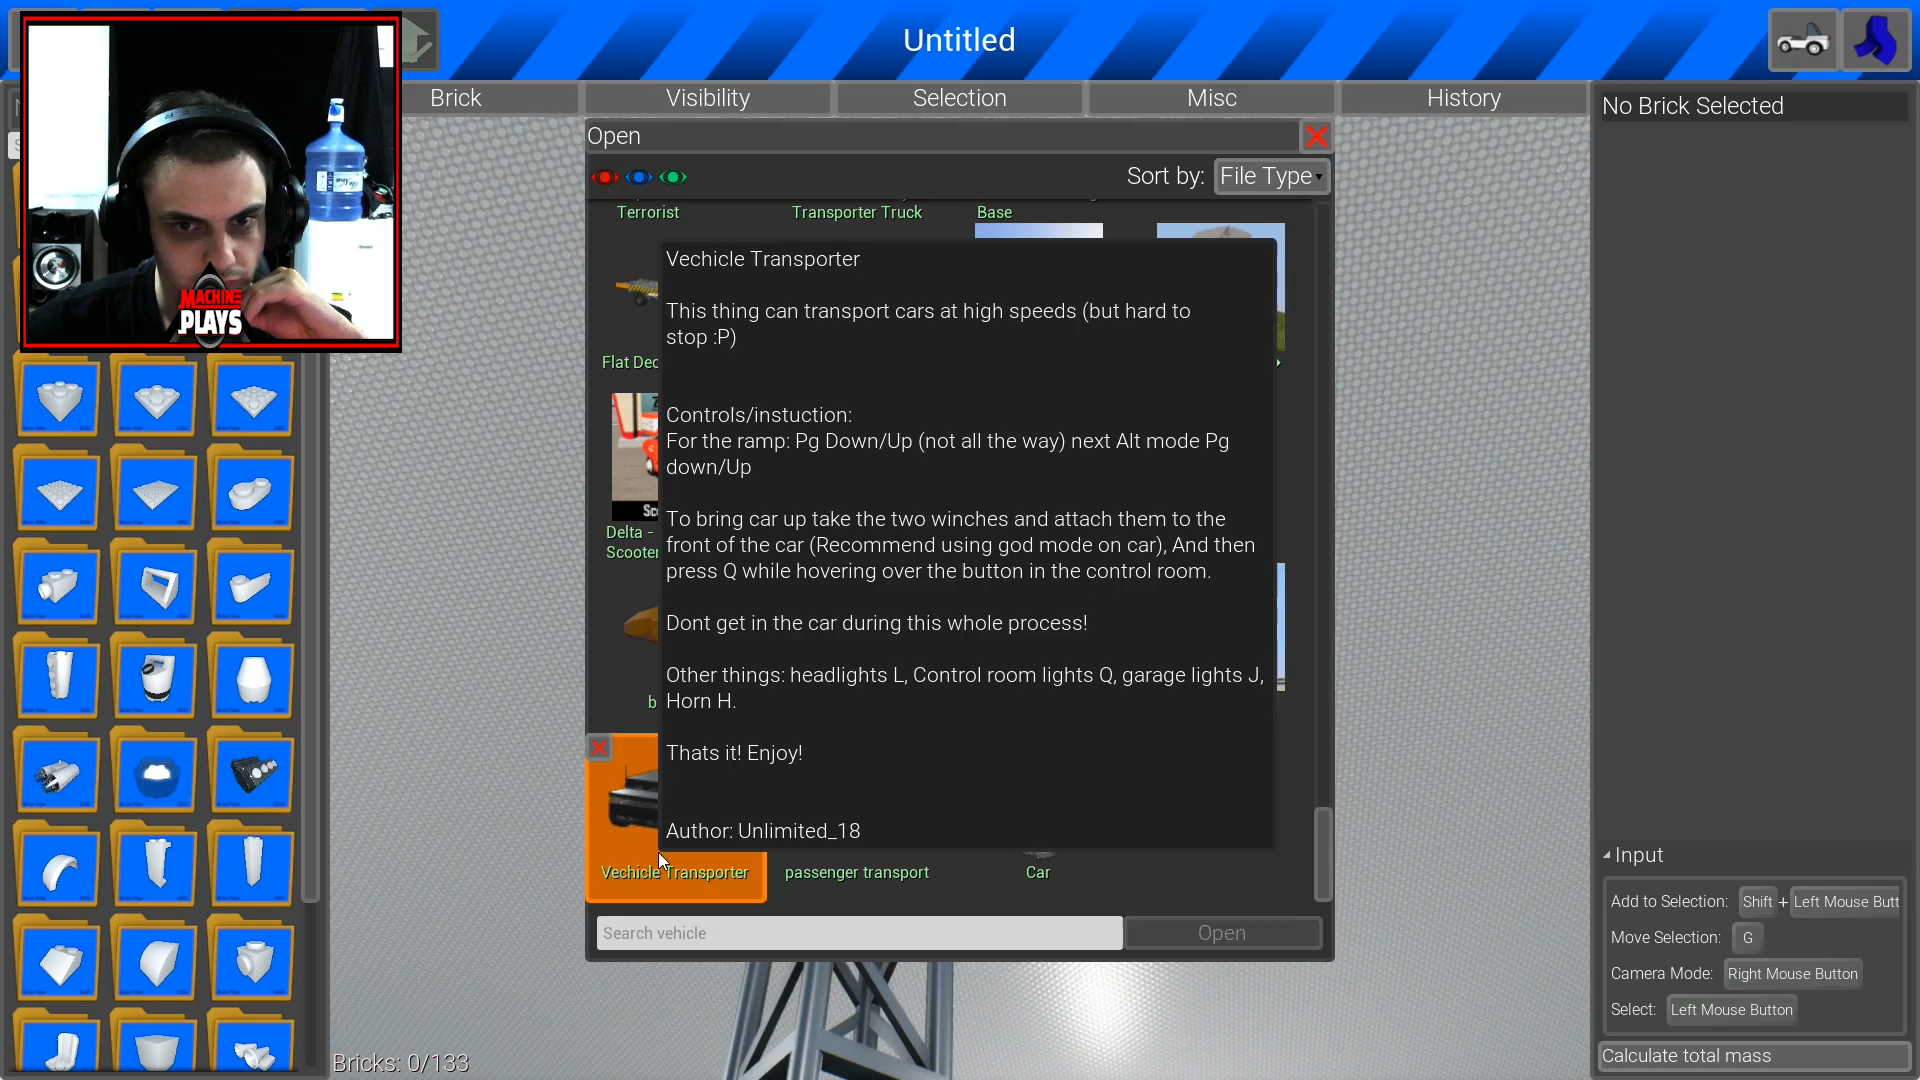 Untitled
Brick
Visibility
Selection
Misc
History
No Brick Selected
Open
Sort by:
File Type
Terrorist
Transporter Truck
Base
MACHINE
PLAYS
Vechicle Transporter
This thing can transport cars at high speeds (but hard to
stop :P)
Flat Dec
Controls/instuction:
For the ramp: Pg Down/Up (not all the way) next Alt mode Pg
down/Up
To bring car up take the two winches and attach them to the
front of the car (Recommend using god mode on car), And then
press Q while hovering over the button in the control room.
Delta -
Scooter
Dont get in the car during this whole process!
Other things: headlights L, Control room lights Q, garage lights J,
Horn H.
Thats it! Enjoy!
Author: Unlimited_18
Vechicle Transporter
passenger transport
Car
Search vehicle
Open
Input
Add to Selection: Shift + Left Mouse Butt
Move Selection: G
Camera Mode: Right Mouse Button
Select: Left Mouse Button
Calculate total mass
Bricks: 0/133